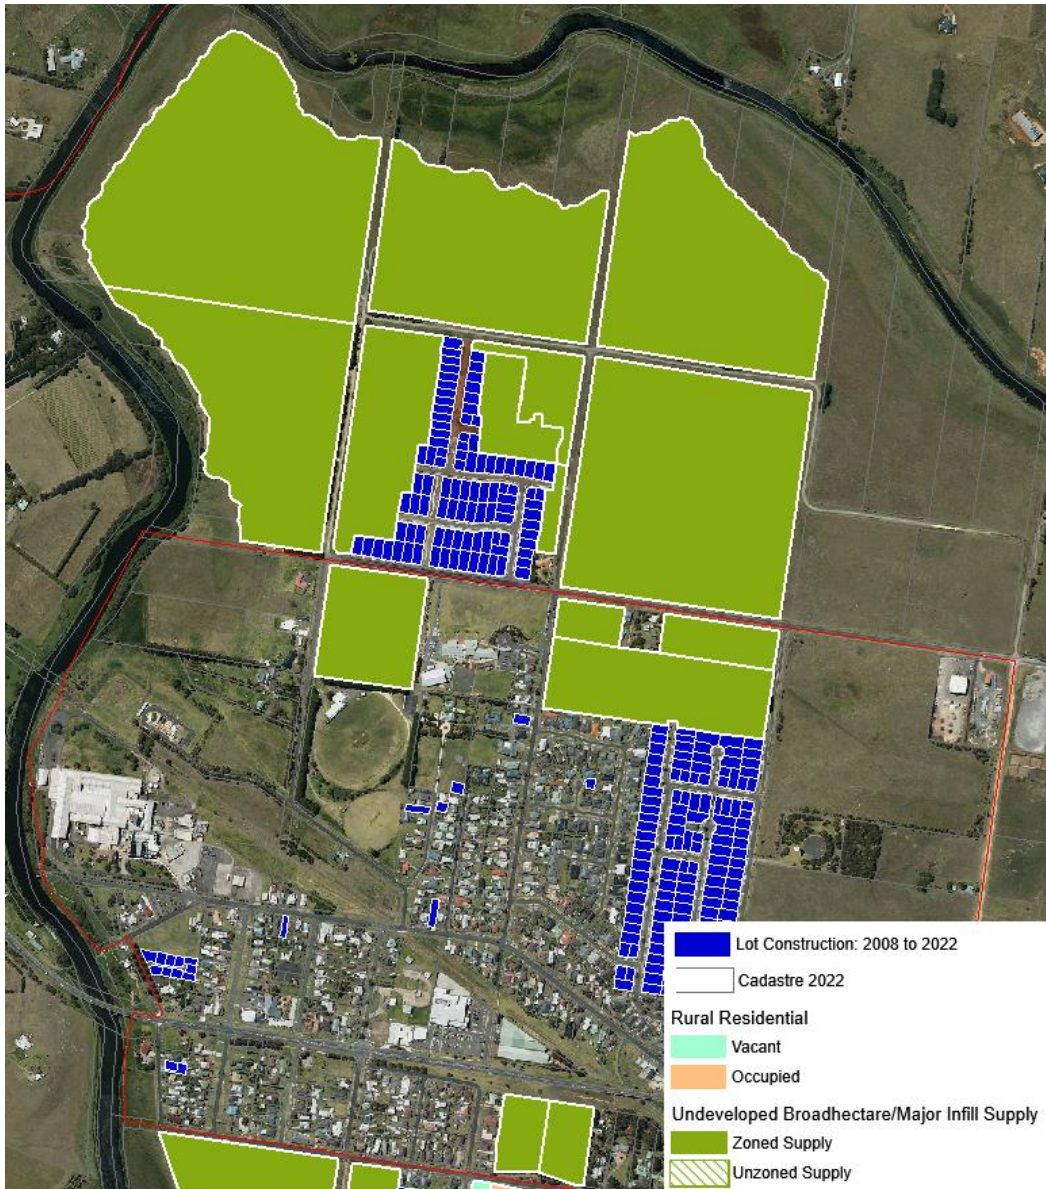 Lot Construction: 2008 to 2022
Cadastre 2022
Rural Residential
Vacant
Occupied
Undeveloped Broadhectare/Major Infill Supply
Zoned Supply
Unzoned Supply